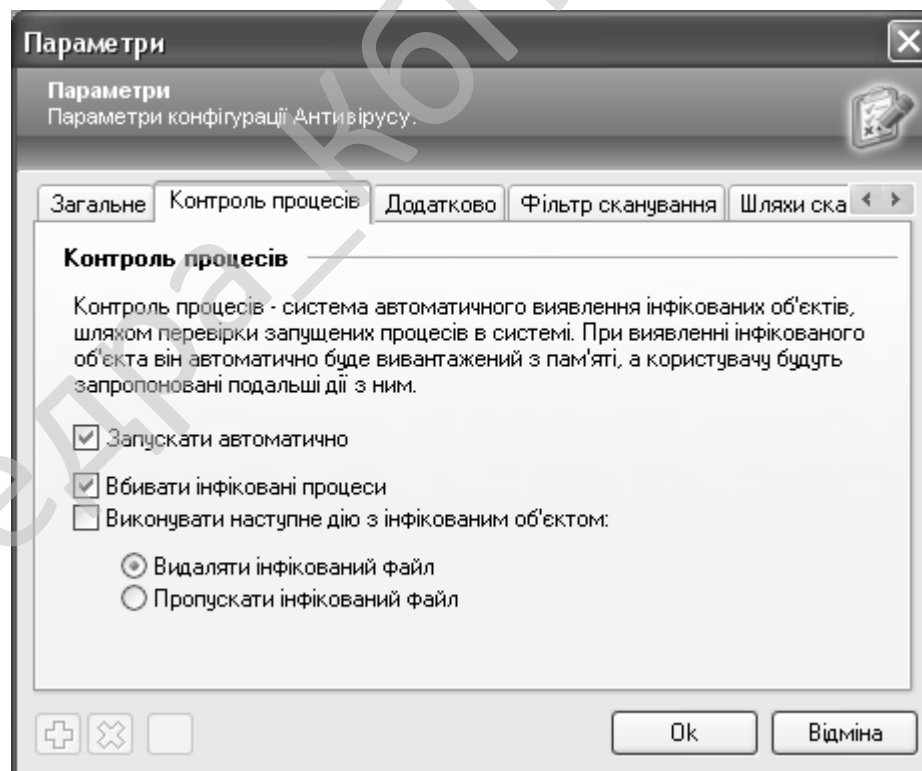 Параметри
Параметри
Параметри конфігурації Антивірусу.
Загальне Контроль процесів Додатково Фільтр сканування Шляхи ска
Контроль процесів
Контроль процесів - система автоматичного виявлення інфікованих об'єктів,
шляхом перевірки запущених процесів в системі. При виявленні інфікованого
об'єкта він автоматично буде вивантажений з пам'яті, а користувачу будуть
запропоновані подальші дії з ним.
Запускати автоматично
Вбивати інфіковані процеси
Виконувати наступне дію з інфікованим об'єктом:
Видаляти інфікований файл
Пропускати інфікований файл
Ok Відміна